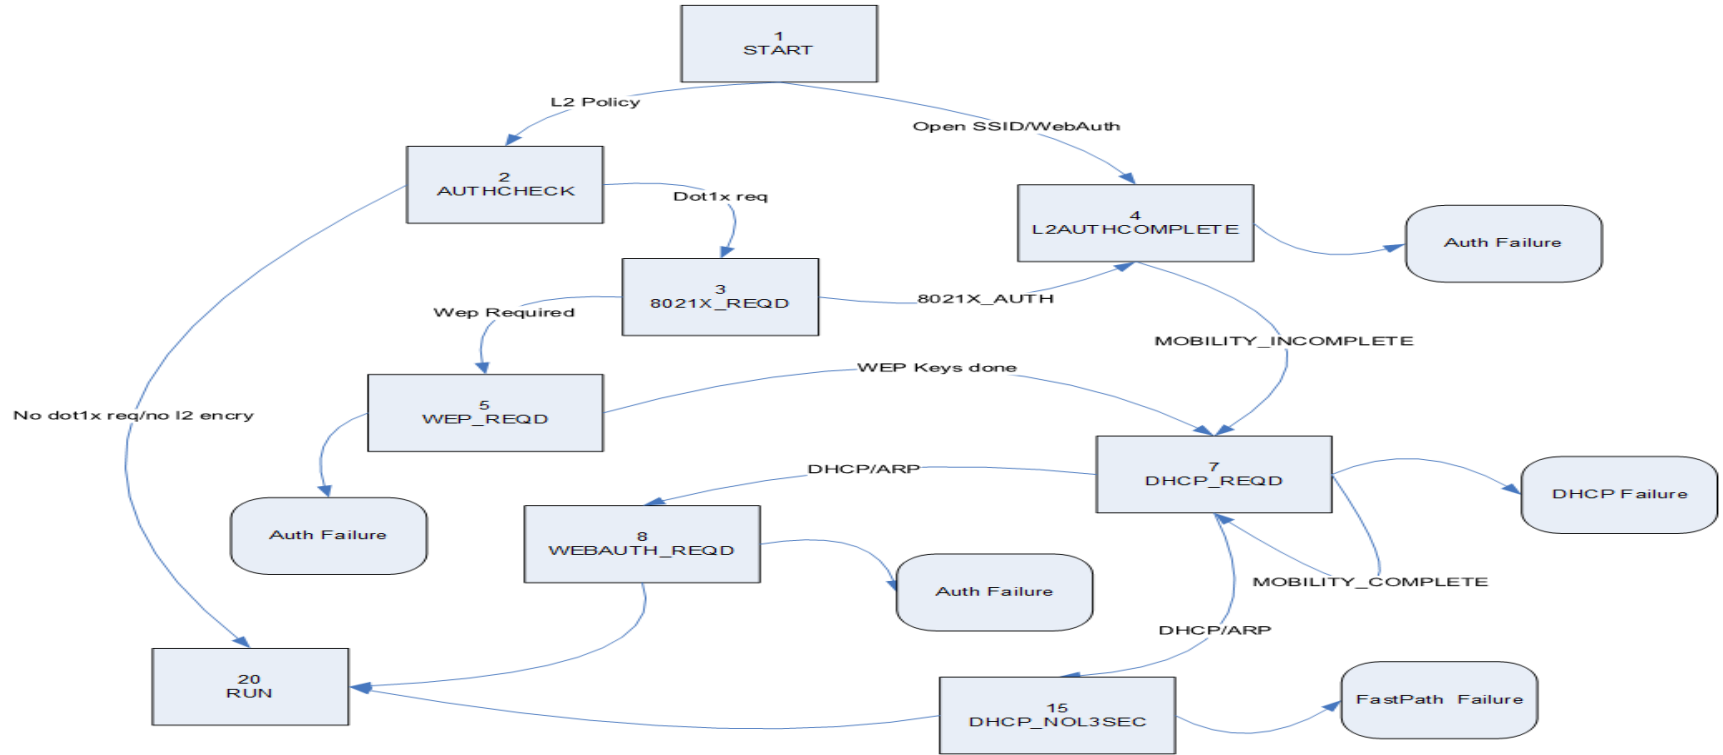 1
START
L2 Policy
Open SSID/WebAuth
2
AUTHCHECK
Dot1x req
4
L2AUTHCOMPLETE
Auth Failure
3
8021X_REQD
8021X_AUTH
Wep Required
MOBILITY_INCOMPLETE
WEP Keys done
No dot1x req/no l2 encry
5
WEP_REQD
7
DHCP_REQD
DHCP/ARP
DHCP Failure
Auth Failure
8
WEBAUTH_REQD
MOBILITY_COMPLETE
Auth Failure
DHCP/ARP
20
RUN
15
DHCP_NOL3SEC
FastPath  Failure